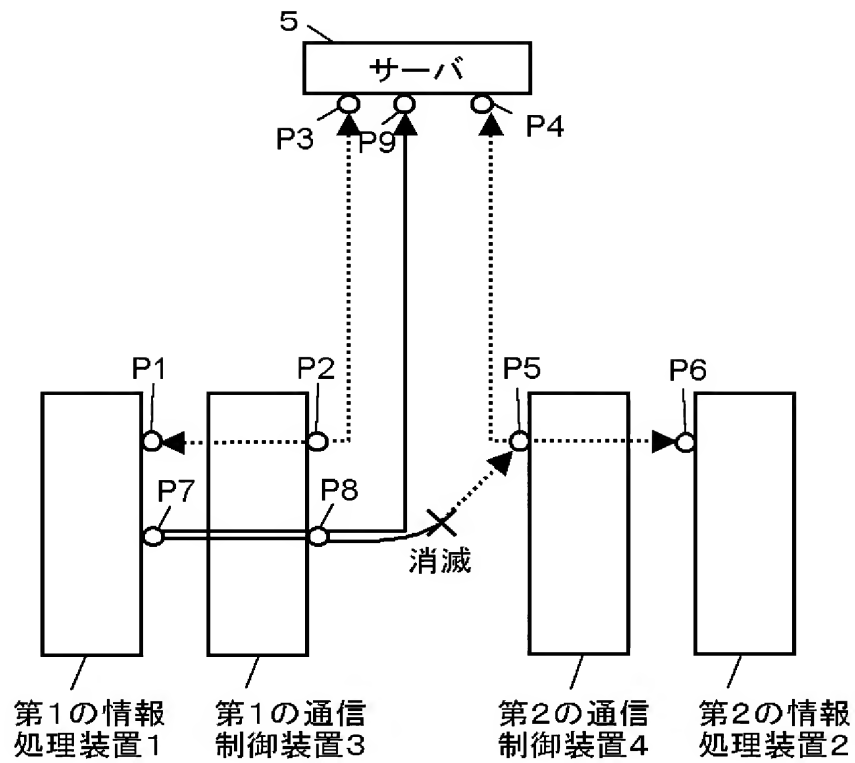 5
サーバ
P3
P9
P4
P1
P2
P5
P6
P7
P8
消滅
第1の情報
処理装置1
第1の通信
制御装置3
第2の通信
制御装置4
第2の情報
処理装置2